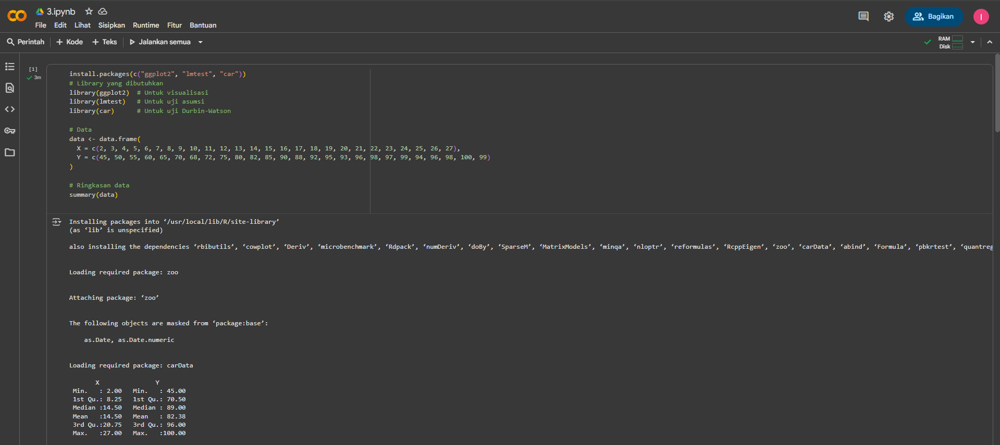 3.ipynb
File Edit Lihat Sisipkan Runtime Fitur Bantuan
Bagikan
I
Perintah + Kode + Teks Jalankan semua
RAM
Disk
[1]
3m
install.packages(c("ggplot2", "lmtest", "car"))
# Library yang dibutuhkan
library(ggplot2)  # Untuk visualisasi
library(lmtest)   # Untuk uji asumsi
library(car)      # Untuk uji Durbin-Watson
# Data
data <- data.frame(
  X = c(2, 3, 4, 5, 6, 7, 8, 9, 10, 11, 12, 13, 14, 15, 16, 17, 18, 19, 20, 21, 22, 23, 24, 25, 26, 27),
  Y = c(45, 50, 55, 60, 65, 70, 68, 72, 75, 80, 82, 85, 90, 88, 92, 95, 93, 96, 98, 97, 99, 94, 96, 98, 100, 99)
)
# Ringkasan data
summary(data)
Installing packages into ‘/usr/local/lib/R/site-library’
(as ‘lib’ is unspecified)
also installing the dependencies ‘rbibutils’, ‘cowplot’, ‘Deriv’, ‘microbenchmark’, ‘Rdpack’, ‘numDeriv’, ‘doBy’, ‘SparseM’, ‘MatrixModels’, ‘minqa’, ‘nloptr’, ‘reformulas’, ‘RcppEigen’, ‘zoo’, ‘carData’, ‘abind’, ‘Formula’, ‘pbkrtest’, ‘quantreg
Loading required package: zoo
Attaching package: ‘zoo’
The following objects are masked from ‘package:base’:
    as.Date, as.Date.numeric
Loading required package: carData
       X               Y
 Min.   : 2.00   Min.   : 45.00
 1st Qu.: 8.25   1st Qu.: 70.50
 Median :14.50   Median : 89.00
 Mean   :14.50   Mean   : 82.38
 3rd Qu.:20.75   3rd Qu.: 96.00
 Max.   :27.00   Max.   :100.00